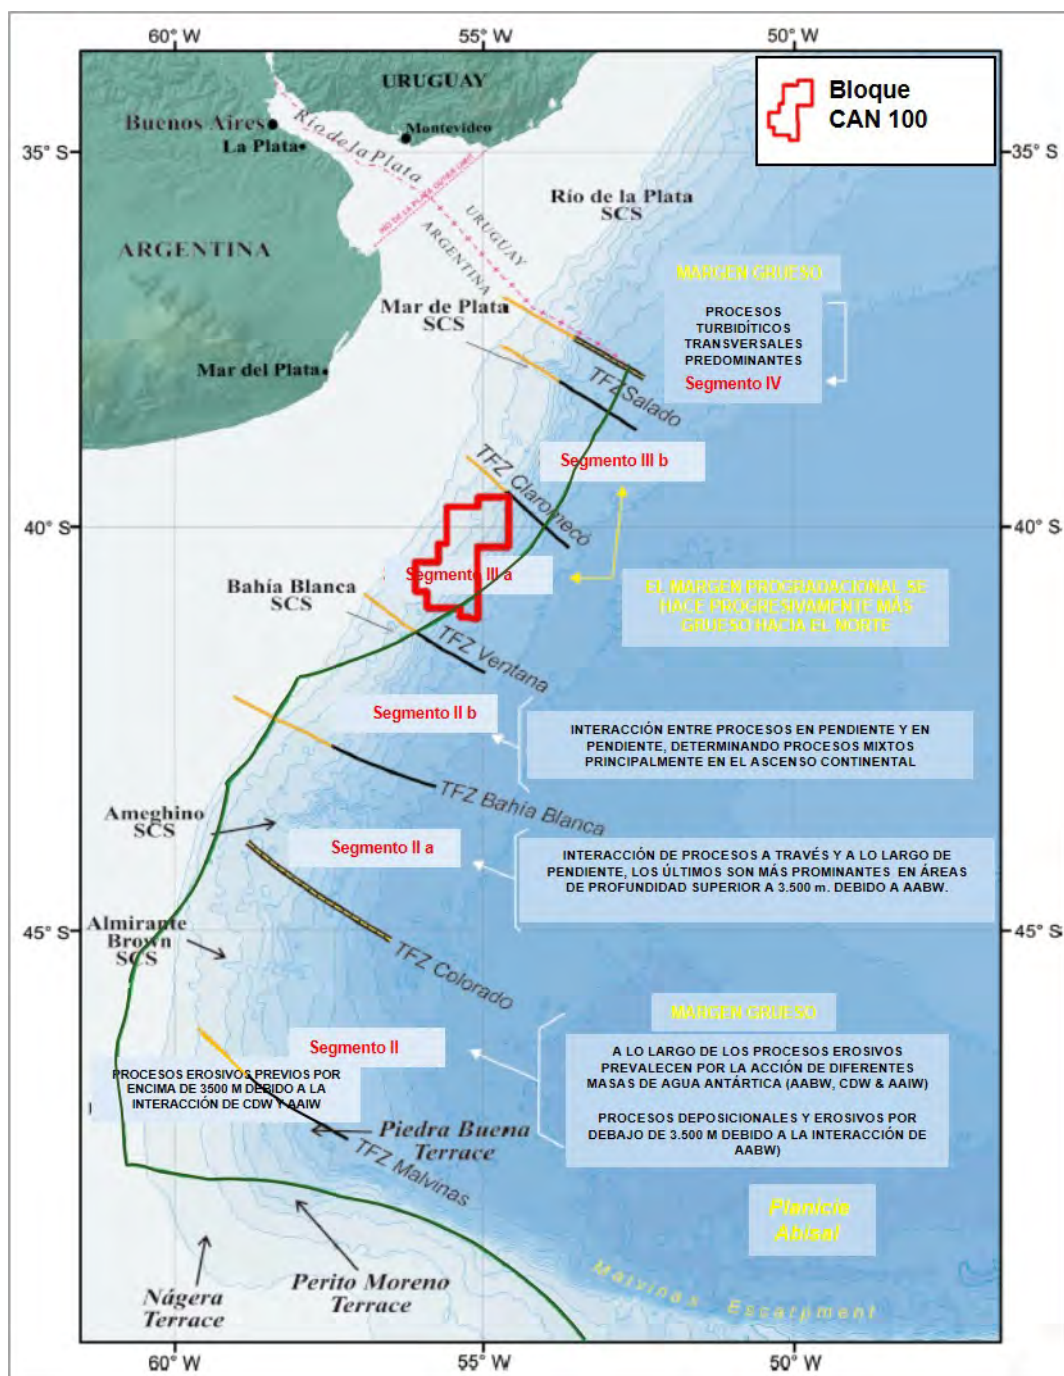 60° W
55° W
50° W
URUGUAY
Bloque
CAN 100
Buenos Aires
Montevideo
Río de la Plata
La Plata
35° S
35° S
RIO DE LA PLATA OUTER LIMIT
Río de la Plata
SCS
URUGUAY
ARGENTINA
ARGENTINA
MARGEN GRUESO
Mar de Plata
SCS
PROCESOS
TURBIDÍTICOS
TRANSVERSALES
PREDOMINANTES
Segmento IV
Mar del Plata
TFZ Salado
Segmento III b
TFZ Claromecó
40° S
40° S
Segmento III a
Bahía Blanca
SCS
EL MARGEN PROGRADACIONAL SE
HACE PROGRESIVAMENTE MÁS
GRUESO HACIA EL NORTE
TFZ Ventana
Segmento II b
INTERACCIÓN ENTRE PROCESOS EN PENDIENTE Y EN
PENDIENTE, DETERMINANDO PROCESOS MIXTOS
PRINCIPALMENTE EN EL ASCENSO CONTINENTAL
TFZ Bahía Blanca
Ameghino
SCS
Segmento II a
INTERACCIÓN DE PROCESOS A TRAVÉS Y A LO LARGO DE
PENDIENTE, LOS ÚLTIMOS SON MÁS PROMINANTES EN ÁREAS
DE PROFUNDIDAD SUPERIOR A 3.500 m. DEBIDO A AABW.
Almirante
Brown
SCS
45° S
45° S
TFZ Colorado
MARGEN GRUESO
Segmento II
A LO LARGO DE LOS PROCESOS EROSIVOS
PREVALECEN POR LA ACCIÓN DE DIFERENTES
MASAS DE AGUA ANTÁRTICA (AABW, CDW & AAIW)
PROCESOS DEPOSICIONALES Y EROSIVOS POR
DEBAJO DE 3.500 M DEBIDO A LA INTERACCIÓN DE
AABW)
PROCESOS EROSIVOS PREVIOS POR
ENCIMA DE 3500 M DEBIDO A LA
INTERACCIÓN DE CDW Y AAIW
Piedra Buena
Terrace
TFZ Malvinas
Planicie
Abisal
Perito Moreno
Terrace
Nágera
Terrace
Malvinas Escarpment
60° W
55° W
50° W